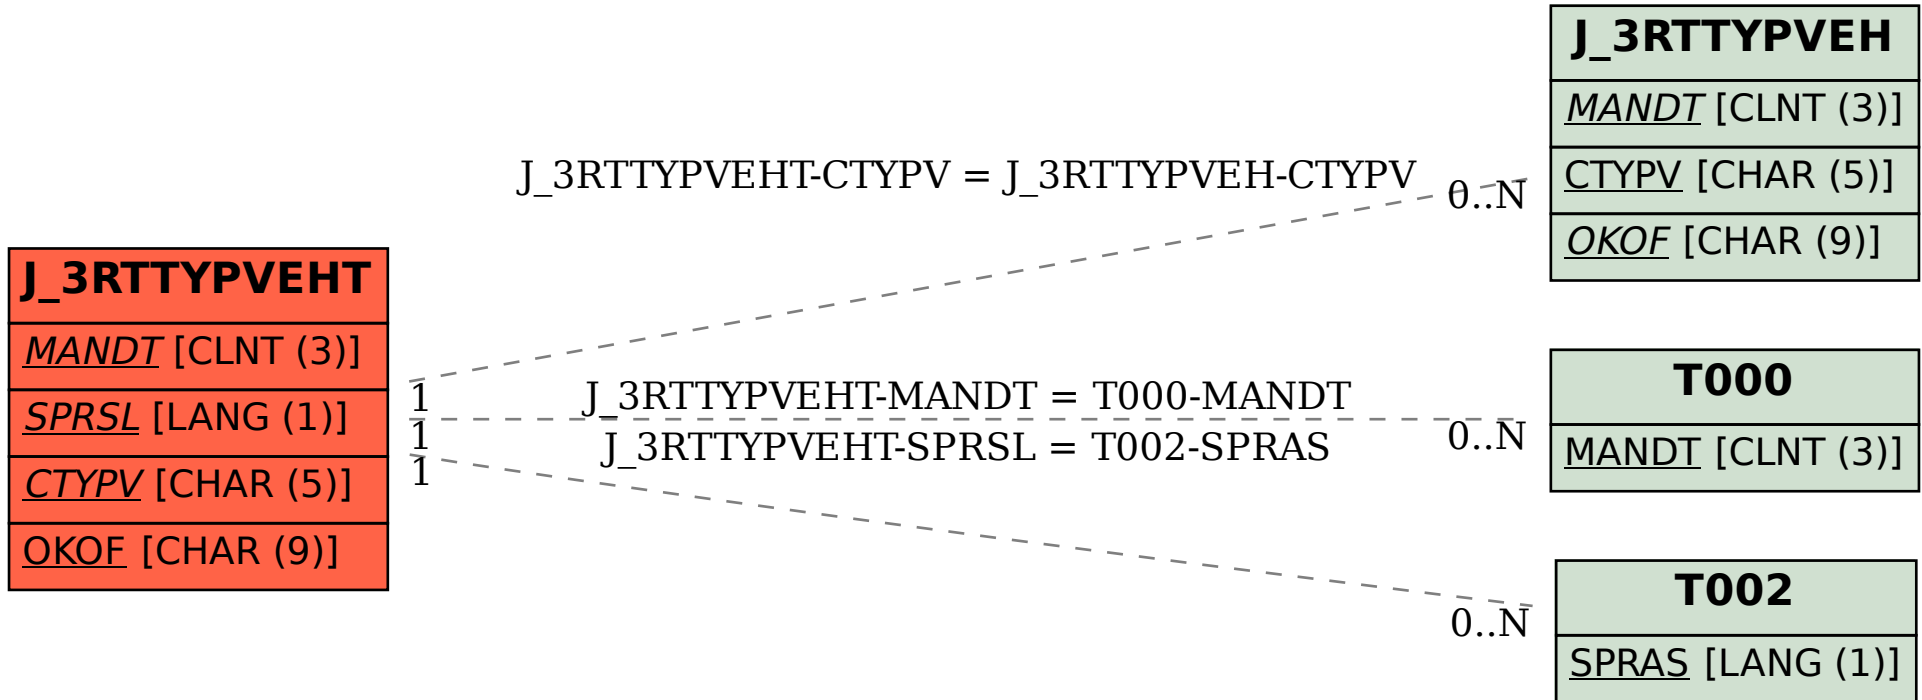 J_3RTTYPVEHT
MANDT [CLNT (3)]
SPRSL [LANG (1)]
CTYPV [CHAR (5)]
OKOF [CHAR (9)]
J_3RTTYPVEHT-CTYPV = J_3RTTYPVEH-CTYPV
0..N
1
J_3RTTYPVEHT-MANDT = T000-MANDT
0..N
1
J_3RTTYPVEHT-SPRSL = T002-SPRAS
0..N
1
J_3RTTYPVEH
MANDT [CLNT (3)]
CTYPV [CHAR (5)]
OKOF [CHAR (9)]
T000
MANDT [CLNT (3)]
T002
SPRAS [LANG (1)]